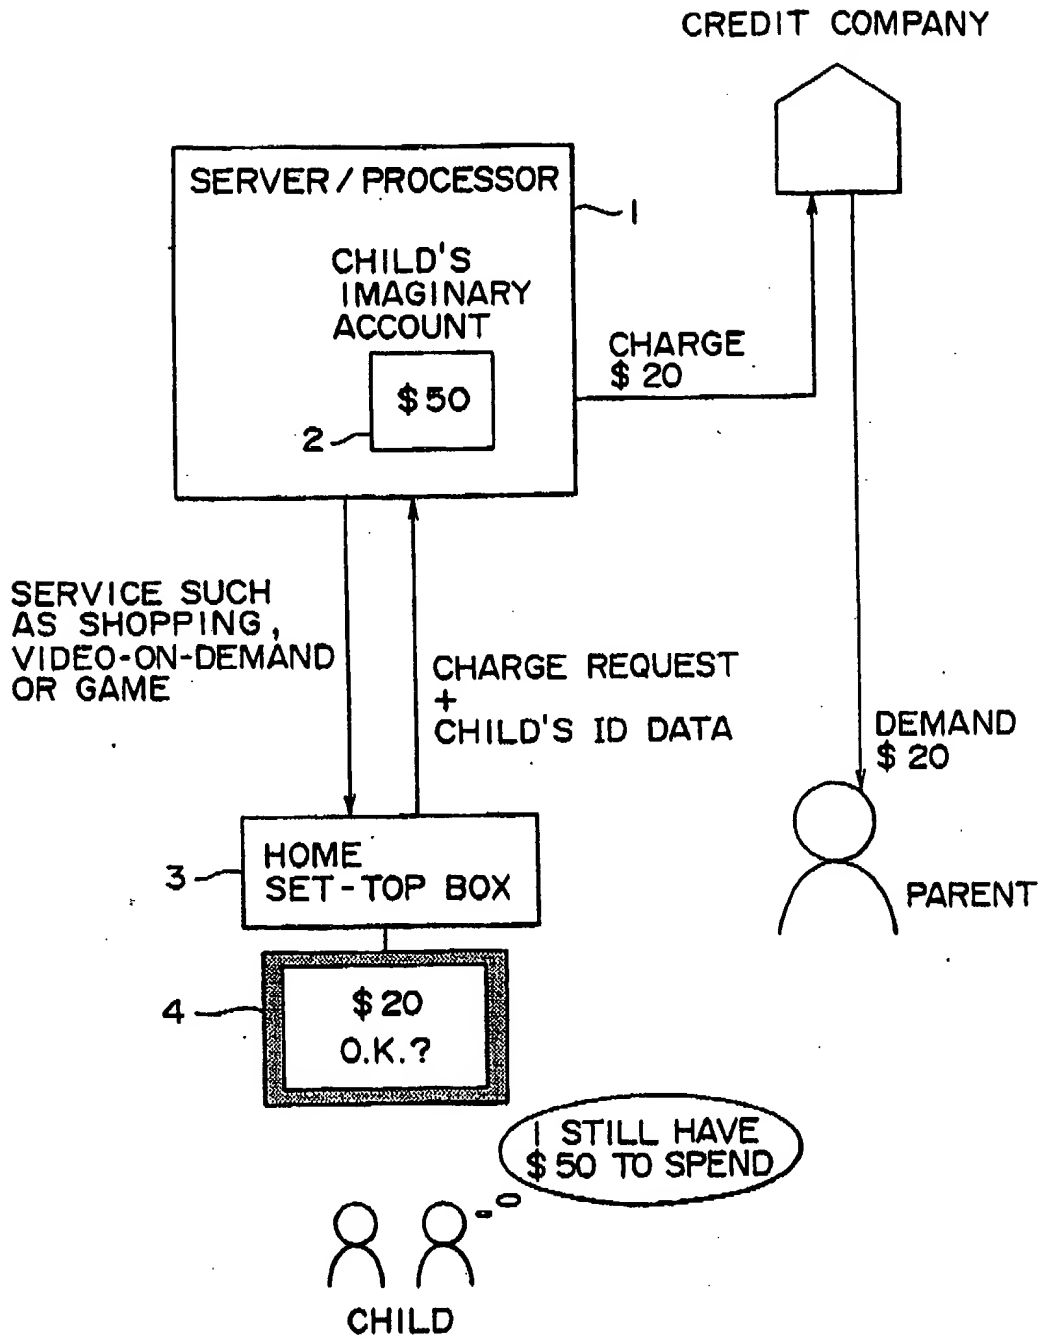 CREDIT COMPANY
SERVER/PROCESSOR
1
CHILD'S
IMAGINARY
ACCOUNT
$50
2
CHARGE
$20
SERVICE SUCH
AS SHOPPING,
VIDEO-ON-DEMAND
OR GAME
CHARGE REQUEST
+
CHILD'S ID DATA
DEMAND
$20
PARENT
3
HOME
SET-TOP BOX
4
$20
O.K.?
I STILL HAVE
$50 TO SPEND
CHILD